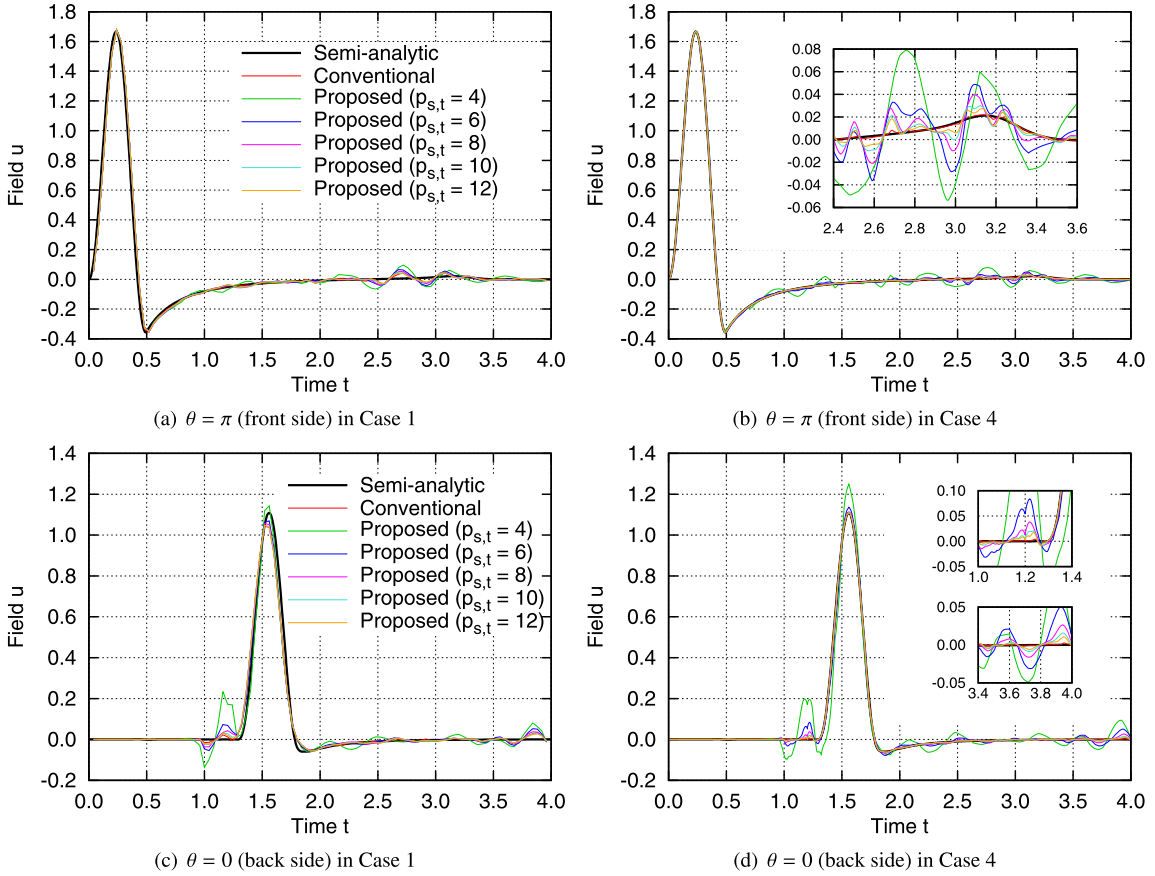 1.8
1.6
1.4
1.2
1.0
0.8
0.6
0.4
0.2
0.0
-0.2
-0.4
Field u
Semi-analytic
Conventional
Proposed (p_s,t = 4)
Proposed (p_s,t = 6)
Proposed (p_s,t = 8)
Proposed (p_s,t = 10)
Proposed (p_s,t = 12)
0.0 0.5 1.0 1.5 2.0 2.5 3.0 3.5 4.0
Time t
(a) θ = π (front side) in Case 1
1.8
1.6
1.4
1.2
1.0
0.8
0.6
0.4
0.2
0.0
-0.2
-0.4
Field u
0.08
0.06
0.04
0.02
0.00
-0.02
-0.04
-0.06
2.4 2.6 2.8 3.0 3.2 3.4 3.6
0.0 0.5 1.0 1.5 2.0 2.5 3.0 3.5 4.0
Time t
(b) θ = π (front side) in Case 4
1.4
1.2
1.0
0.8
0.6
0.4
0.2
0.0
-0.2
Field u
Semi-analytic
Conventional
Proposed (p_s,t = 4)
Proposed (p_s,t = 6)
Proposed (p_s,t = 8)
Proposed (p_s,t = 10)
Proposed (p_s,t = 12)
0.0 0.5 1.0 1.5 2.0 2.5 3.0 3.5 4.0
Time t
(c) θ = 0 (back side) in Case 1
1.4
1.2
1.0
0.8
0.6
0.4
0.2
0.0
-0.2
Field u
0.10
0.05
0.00
-0.05
1.0 1.2 1.4
0.05
0.00
-0.05
3.4 3.6 3.8 4.0
0.0 0.5 1.0 1.5 2.0 2.5 3.0 3.5 4.0
Time t
(d) θ = 0 (back side) in Case 4